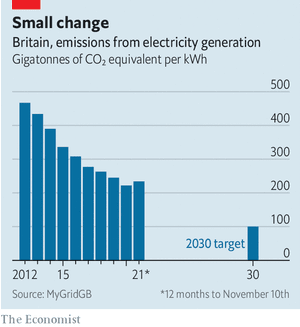 Small change
Britain, emissions from electricity generation
Gigatonnes of CO₂ equivalent per kWh
500
400
300
200
100
0
2030 target
2012 15 21* 30
Source: MyGridGB *12 months to November 10th
The Economist